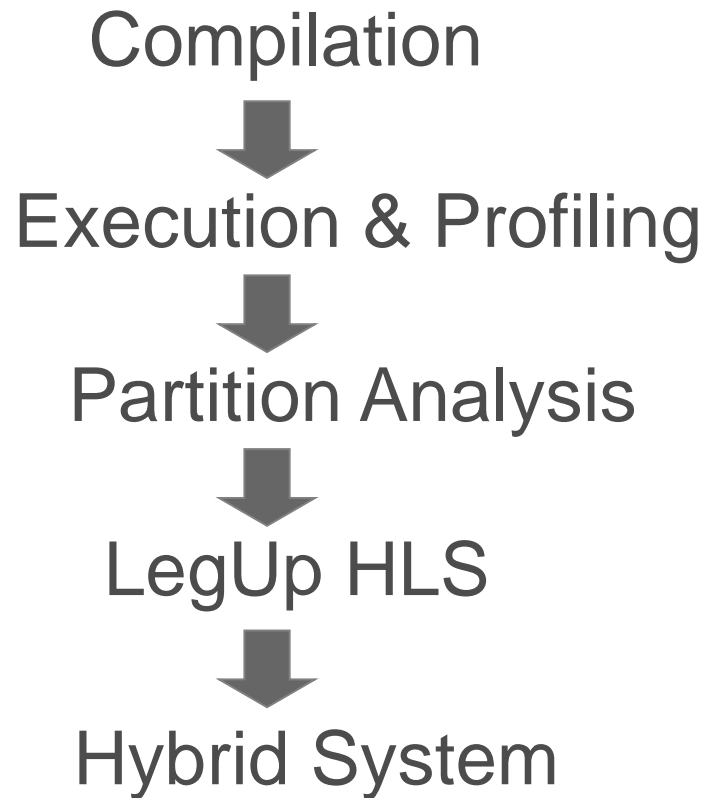 Compilation
Execution & Profiling
Partition Analysis
LegUp HLS
Hybrid System